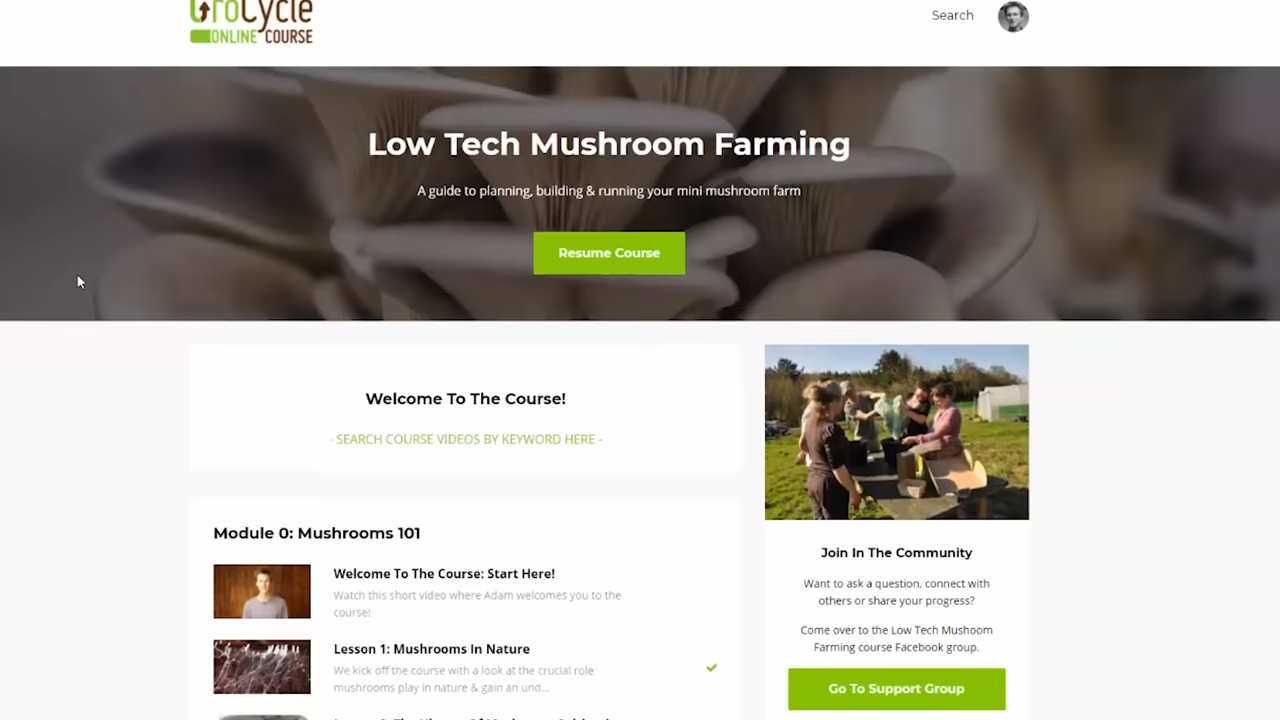 GroCycle
ONLINE COURSE
Search
Low Tech Mushroom Farming
A guide to planning, building & running your mini mushroom farm
Resume Course
Welcome To The Course!
- SEARCH COURSE VIDEOS BY KEYWORD HERE -
Module 0: Mushrooms 101
Welcome To The Course: Start Here!
Watch this short video where Adam welcomes you to the
course!
Lesson 1: Mushrooms In Nature
We kick off the course with a look at the crucial role
mushrooms play in nature & gain an und...
Join In The Community
Want to ask a question, connect with
others or share your progress?
Come over to the Low Tech Mushoom
Farming course Facebook group.
Go To Support Group